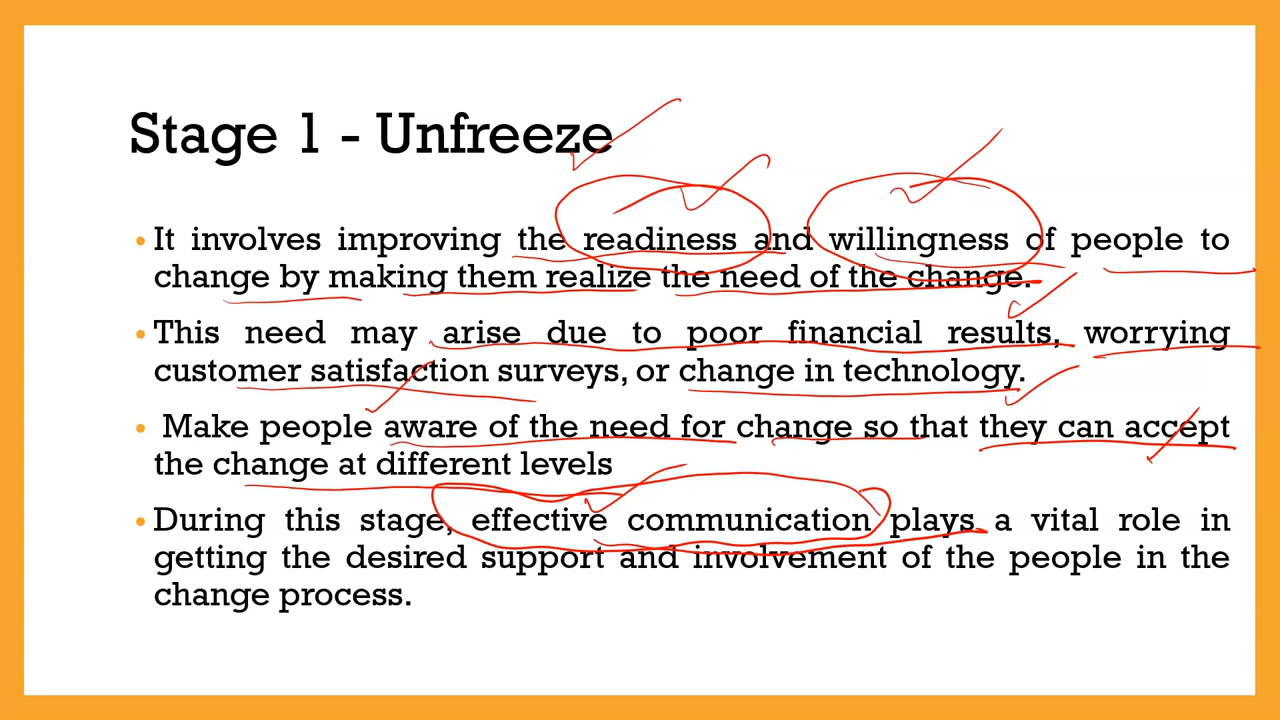 Stage 1 - Unfreeze
• It involves improving the readiness and willingness of people to
change by making them realize the need of the change.
• This need may arise due to poor financial results, worrying
customer satisfaction surveys, or change in technology.
• Make people aware of the need for change so that they can accept
the change at different levels
• During this stage, effective communication plays a vital role in
getting the desired support and involvement of the people in the
change process.